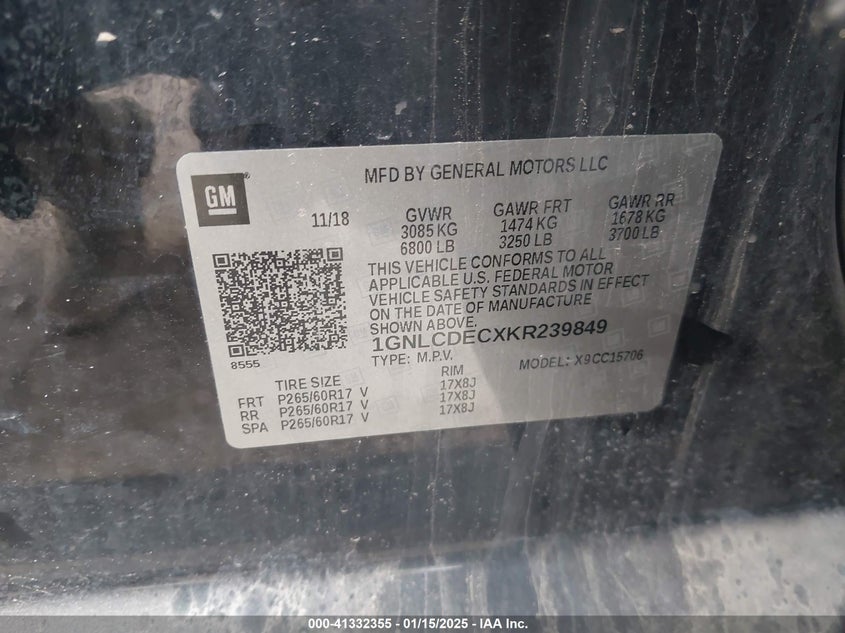 MFD BY GENERAL MOTORS LLC
GM
®
11/18
GVWR GAWR FRT GAWR RR
3085 KG 1474 KG 1678 KG
6800 LB 3250 LB 3700 LB
THIS VEHICLE CONFORMS TO ALL
APPLICABLE U.S. FEDERAL MOTOR
VEHICLE SAFETY STANDARDS IN EFFECT
ON THE DATE OF MANUFACTURE
SHOWN ABOVE.
1GNLCDECXKR239849
8555
TYPE: M.P.V. MODEL: X9CC15706
TIRE SIZE RIM
FRT P265/60R17 V 17X8J
RR P265/60R17 V 17X8J
SPA P265/60R17 V 17X8J
000-41332355 - 01/15/2025 - IAA Inc.